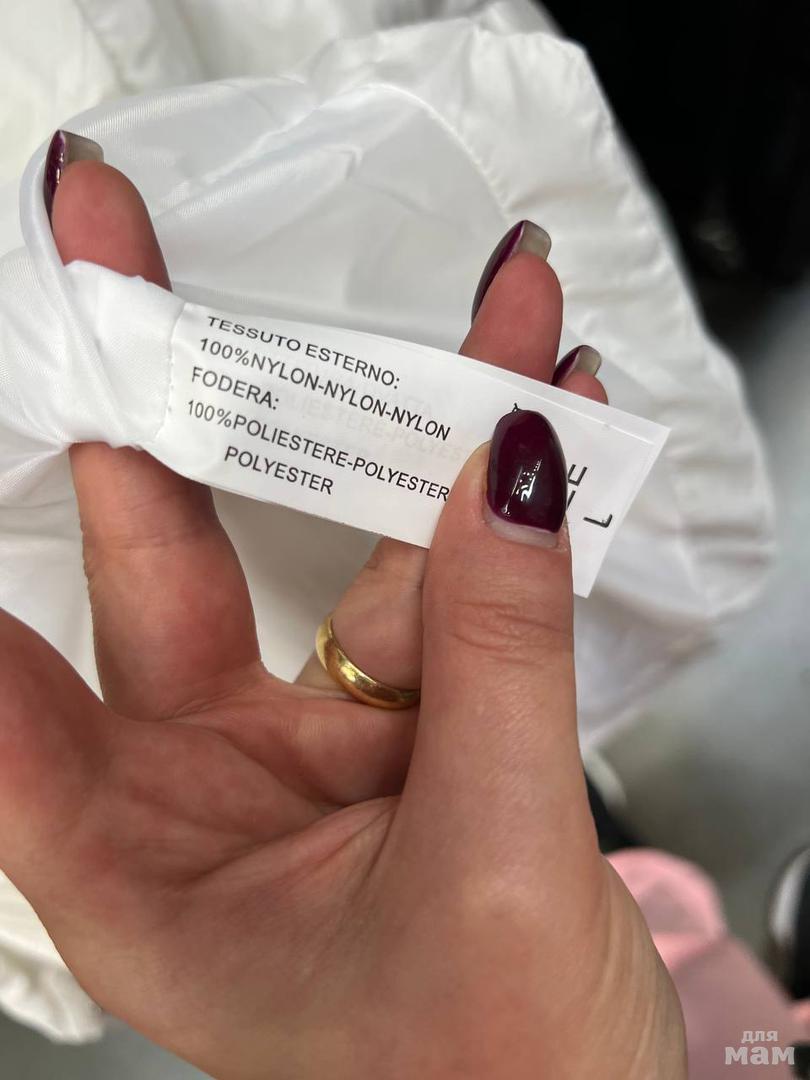 TESSUTO ESTERNO:
100%NYLON-NYLON-NYLON
FODERA:
100%POLIESTERE-POLYESTER
POLYESTER
L
для
мам